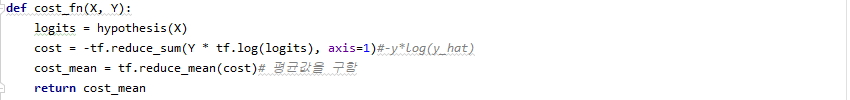 def cost_fn(X, Y):
    logits = hypothesis(X)
    cost = -tf.reduce_sum(Y * tf.log(logits), axis=1)#-y*log(y_hat)
    cost_mean = tf.reduce_mean(cost)# 평균값을 구함
    return cost_mean